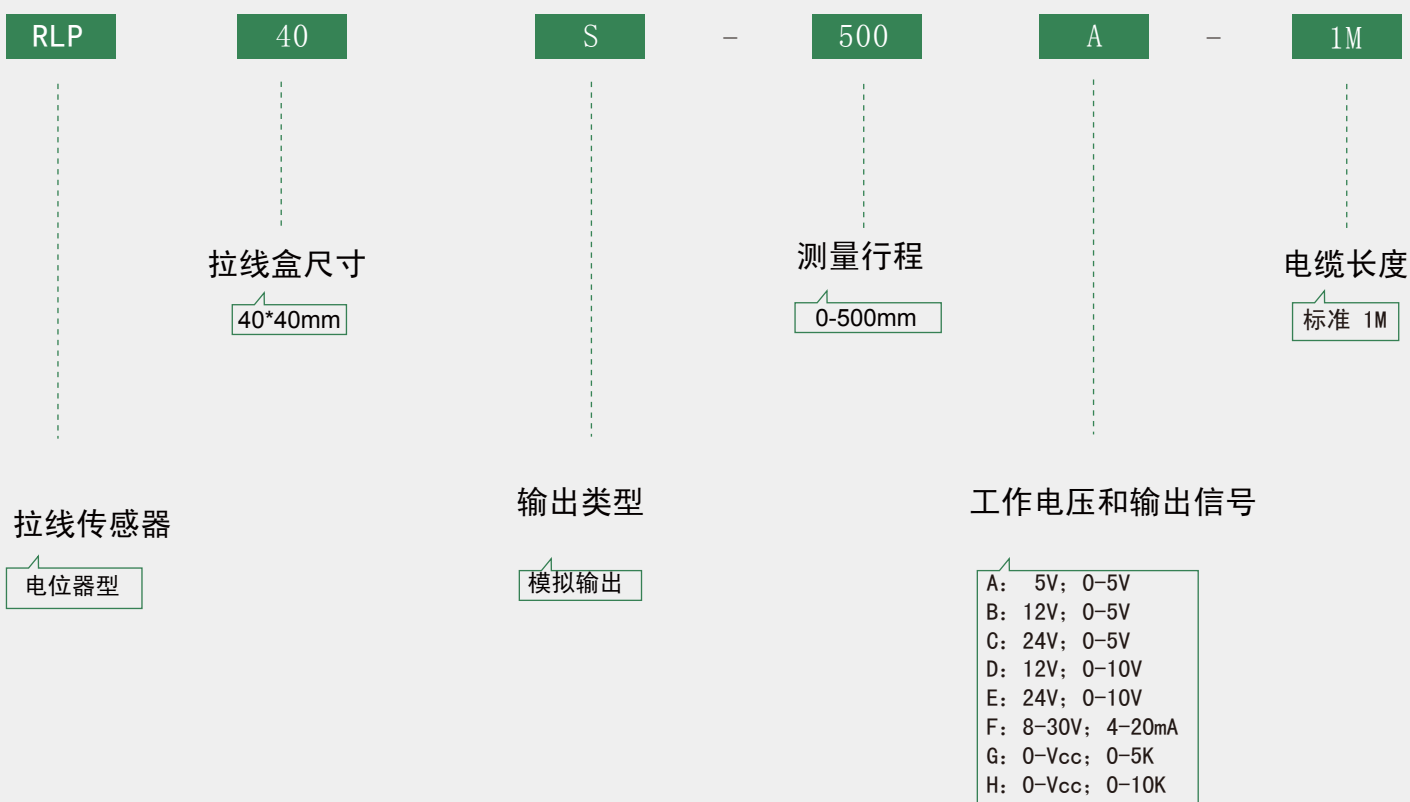 RLP 40 S - 500 A - 1M
拉线盒尺寸
40*40mm
测量行程
0-500mm
电缆长度
标准 1M
拉线传感器
电位器型
输出类型
模拟输出
工作电压和输出信号
A： 5V；0-5V
B：12V；0-5V
C：24V；0-5V
D：12V；0-10V
E：24V；0-10V
F：8-30V；4-20mA
G：0-Vcc；0-5K
H：0-Vcc；0-10K